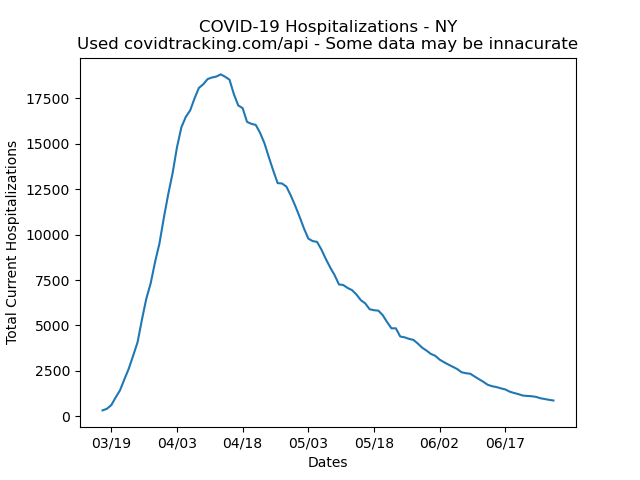 COVID-19 Hospitalizations - NY
Used covidtracking.com/api - Some data may be innacurate
Total Current Hospitalizations
17500
15000
12500
10000
7500
5000
2500
0
03/19 04/03 04/18 05/03 05/18 06/02 06/17
Dates